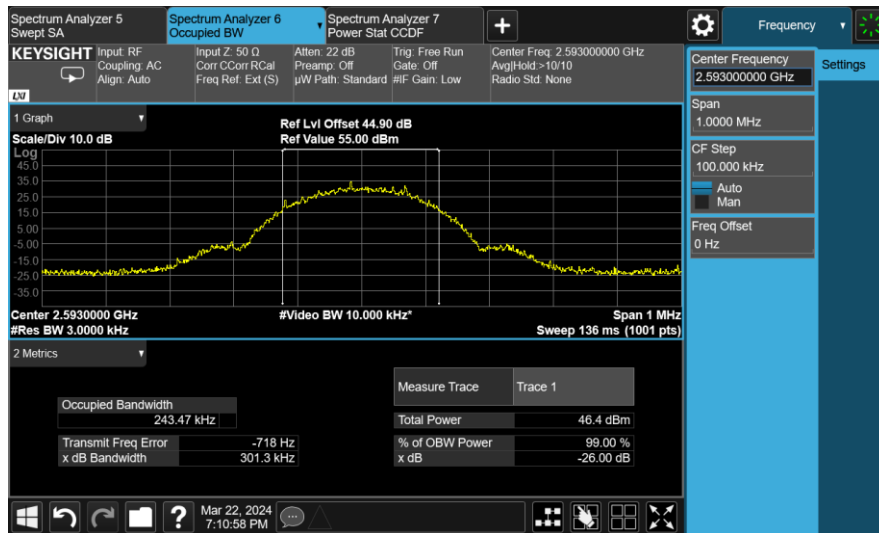 Spectrum Analyzer 5
Swept SA
Spectrum Analyzer 6
Occupied BW
Spectrum Analyzer 7
Power Stat CCDF
+
Frequency
KEYSIGHT
LXI
Input: RF
Coupling: AC
Align: Auto
Input Z: 50 Ω
Corr CCorr RCal
Freq Ref: Ext (S)
Atten: 22 dB
Preamp: Off
µW Path: Standard
Trig: Free Run
Gate: Off
#IF Gain: Low
Center Freq: 2.593000000 GHz
Avg|Hold:>10/10
Radio Std: None
Center Frequency
2.593000000 GHz
Settings
Span
1.0000 MHz
CF Step
100.000 kHz
Auto
Man
Freq Offset
0 Hz
1 Graph
Scale/Div 10.0 dB
Ref Lvl Offset 44.90 dB
Ref Value 55.00 dBm
Log
45.0
35.0
25.0
15.0
5.00
-5.00
-15.0
-25.0
-35.0
Center 2.5930000 GHz
#Video BW 10.000 kHz*
Span 1 MHz
#Res BW 3.0000 kHz
Sweep 136 ms (1001 pts)
2 Metrics
Measure Trace
Trace 1
Occupied Bandwidth
243.47 kHz
Total Power
46.4 dBm
Transmit Freq Error
-718 Hz
% of OBW Power
99.00 %
x dB Bandwidth
301.3 kHz
x dB
-26.00 dB
?
Mar 22, 2024
7:10:58 PM